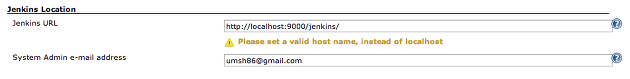 Jenkins Location
Jenkins URL
http://localhost:9000/jenkins/
Please set a valid host name, instead of localhost
System Admin e-mail address
umsh86@gmail.com